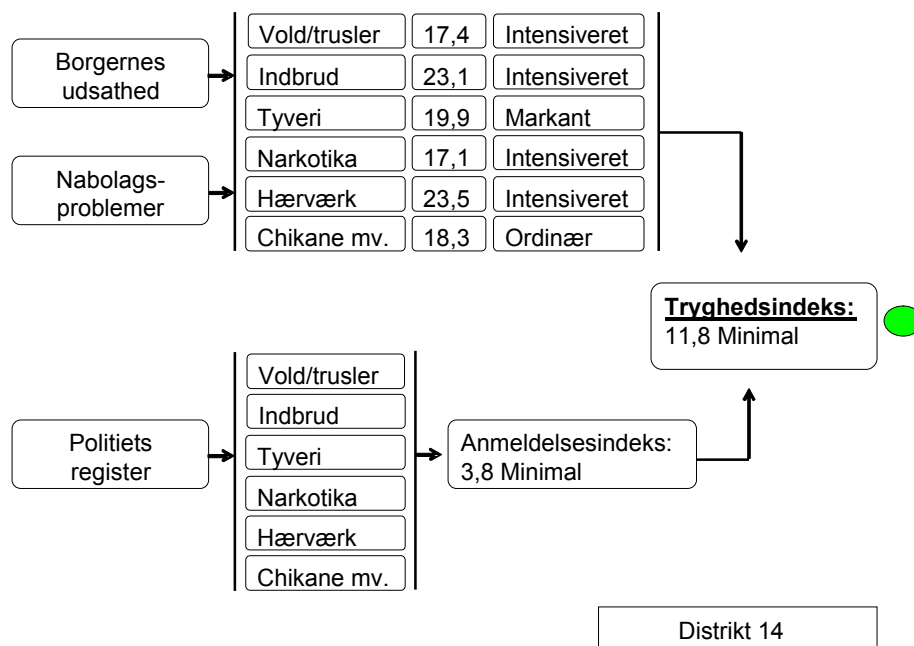 Borgernes
udsathed
Nabolags-
problemer
Vold/trusler 17,4 Intensiveret
Indbrud 23,1 Intensiveret
Tyveri 19,9 Markant
Narkotika 17,1 Intensiveret
Hærværk 23,5 Intensiveret
Chikane mv. 18,3 Ordinær
Tryghedsindeks:
11,8 Minimal
Politiets
register
Vold/trusler
Indbrud
Tyveri
Narkotika
Hærværk
Chikane mv.
Anmeldelsesindeks:
3,8 Minimal
Distrikt 14